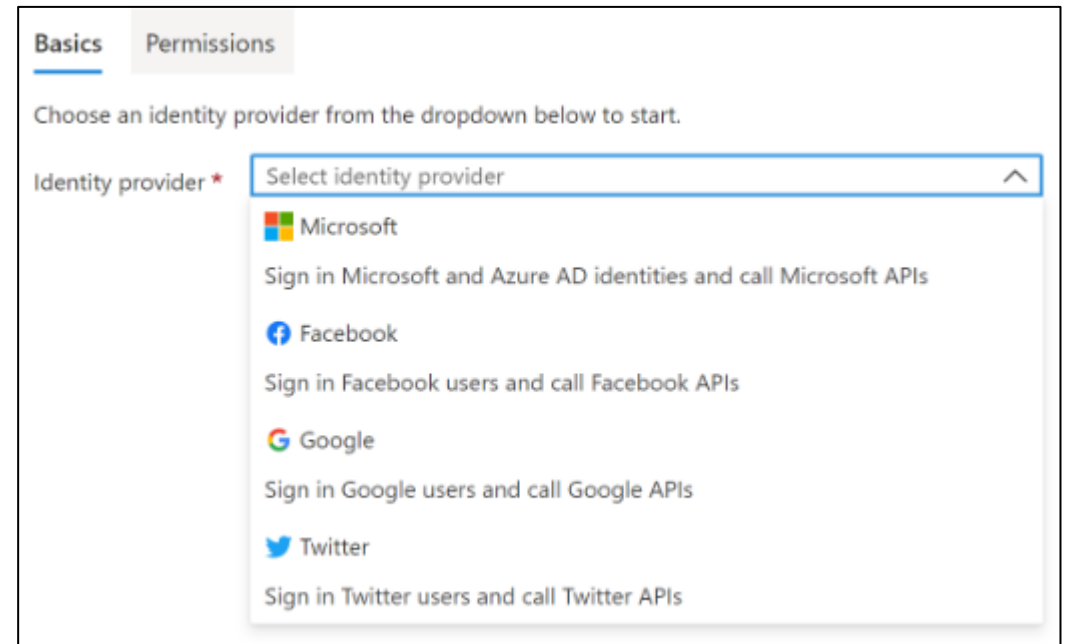 Basics Permissions
Choose an identity provider from the dropdown below to start.
Identity provider * Select identity provider
Microsoft
Sign in Microsoft and Azure AD identities and call Microsoft APIs
Facebook
Sign in Facebook users and call Facebook APIs
Google
Sign in Google users and call Google APIs
Twitter
Sign in Twitter users and call Twitter APIs